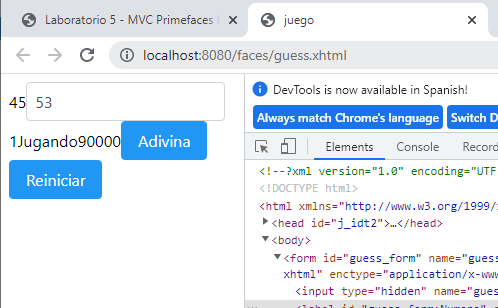 Laboratorio 5 - MVC Primefaces
juego
localhost:8080/faces/guess.xhtml
45
53
1Jugando90000
Adivina
Reiniciar
DevTools is now available in Spanish!
Always match Chrome's language
Switch D
Elements
Console
Record
<!--?xml version="1.0" encoding="UTF
<!DOCTYPE html>
<html xmlns="http://www.w3.org/1999/
<head id="j_idt2">…</head>
<body>
<form id="guess_form" name="guess
xhtml" enctype="application/x-www
<input type="hidden" name="guess